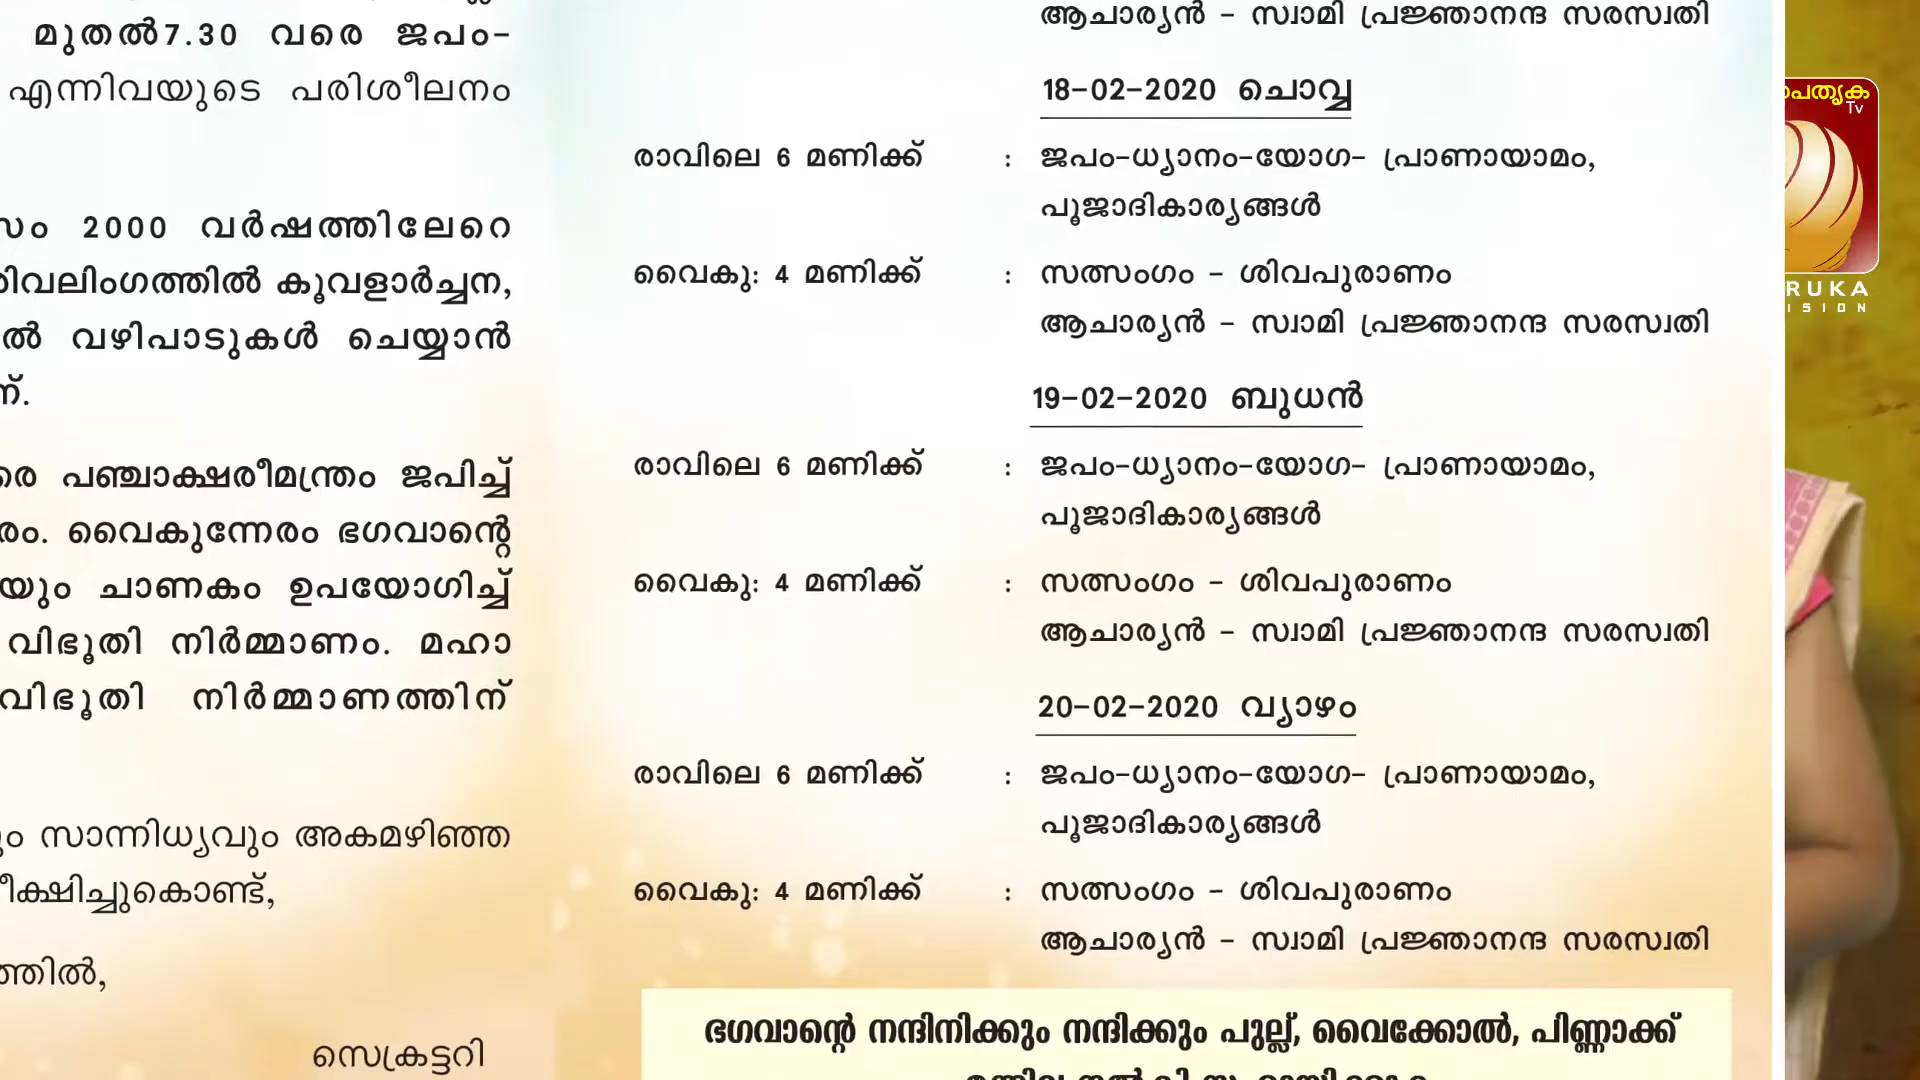 മുതൽ7.30 വരെ ജപം-
എന്നിവയുടെ പരിശീലനം
2000 വർഷത്തിലേറെ
കൂവളാർച്ചന,
വഴിപാടുകൾ ചെയ്യാൻ
പഞ്ചാക്ഷരീമന്ത്രം ജപിച്ച്
വൈകുന്നേരം ഭഗവാന്റെ
ചാണകം ഉപയോഗിച്ച്
വിഭൂതി നിർമ്മാണം. മഹാ
വിഭൂതി നിർമ്മാണത്തിന്
സാന്നിധ്യവും അകമഴിഞ്ഞ
സെക്രട്ടറി
ആചാര്യൻ – സ്വാമി പ്രജ്ഞാനന്ദ സരസ്വതി
18-02-2020 ചൊവ്വ
രാവിലെ 6 മണിക്ക് : ജപം-ധ്യാനം-യോഗ- പ്രാണായാമം,
പൂജാദികാര്യങ്ങൾ
വൈകു: 4 മണിക്ക് : സത്സംഗം – ശിവപുരാണം
ആചാര്യൻ – സ്വാമി പ്രജ്ഞാനന്ദ സരസ്വതി
19-02-2020 ബുധൻ
രാവിലെ 6 മണിക്ക് : ജപം-ധ്യാനം-യോഗ- പ്രാണായാമം,
പൂജാദികാര്യങ്ങൾ
വൈകു: 4 മണിക്ക് : സത്സംഗം – ശിവപുരാണം
ആചാര്യൻ – സ്വാമി പ്രജ്ഞാനന്ദ സരസ്വതി
20-02-2020 വ്യാഴം
രാവിലെ 6 മണിക്ക് : ജപം-ധ്യാനം-യോഗ- പ്രാണായാമം,
പൂജാദികാര്യങ്ങൾ
വൈകു: 4 മണിക്ക് : സത്സംഗം – ശിവപുരാണം
ആചാര്യൻ – സ്വാമി പ്രജ്ഞാനന്ദ സരസ്വതി
ഭഗവാന്റെ നന്ദിനിക്കും നന്ദിക്കും പുല്ല്, വൈക്കോൽ, പിണ്ണാക്ക്
പൈതൃക
Tv